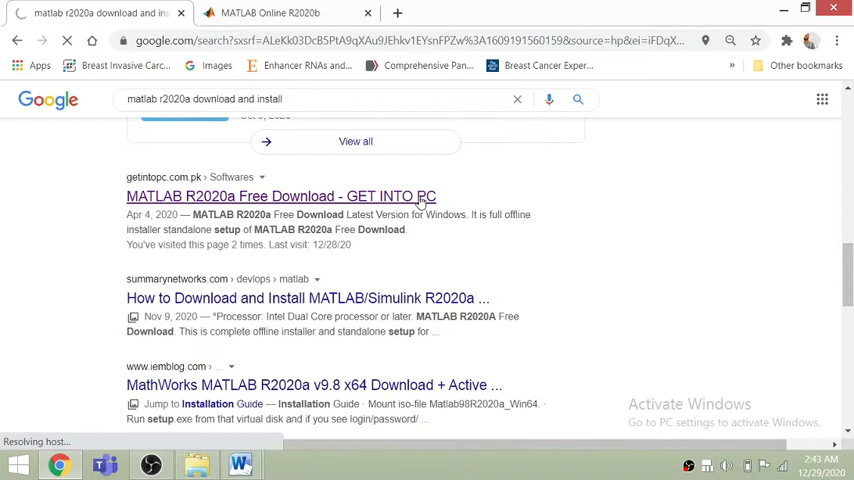 matlab r2020a download and ins
MATLAB Online R2020b
google.com/search?sxsrf=ALeKk03DcB5PtA9qXAu9JEhkv1EYsnFPZw%3A1609191560159&source=hp&ei=iFDqX...
Apps
Breast Invasive Carc...
Images
Enhancer RNAs and...
Comprehensive Pan...
Breast Cancer Exper...
»
Other bookmarks
Google
matlab r2020a download and install
View all
getintopc.com.pk › Softwares
MATLAB R2020a Free Download - GET INTO PC
Apr 4, 2020 — MATLAB R2020a Free Download Latest Version for Windows. It is full offline
installer standalone setup of MATLAB R2020a Free Download.
You've visited this page 2 times. Last visit: 12/28/20
summarynetworks.com › devlops › matlab
How to Download and Install MATLAB/Simulink R2020a ...
Nov 9, 2020 — *Processor: Intel Dual Core processor or later. MATLAB R2020A Free
Download. This is complete offline installer and standalone setup for ...
www.iemblog.com › ...
MathWorks MATLAB R2020a v9.8 x64 Download + Active ...
Jump to Installation Guide — Installation Guide · Mount iso-file Matlab98R2020a_Win64. ·
Run setup.exe from that virtual disk and if you see login/password/ ...
Activate Windows
Go to PC settings to activate Windows.
Resolving host...
2:43 AM
12/29/2020